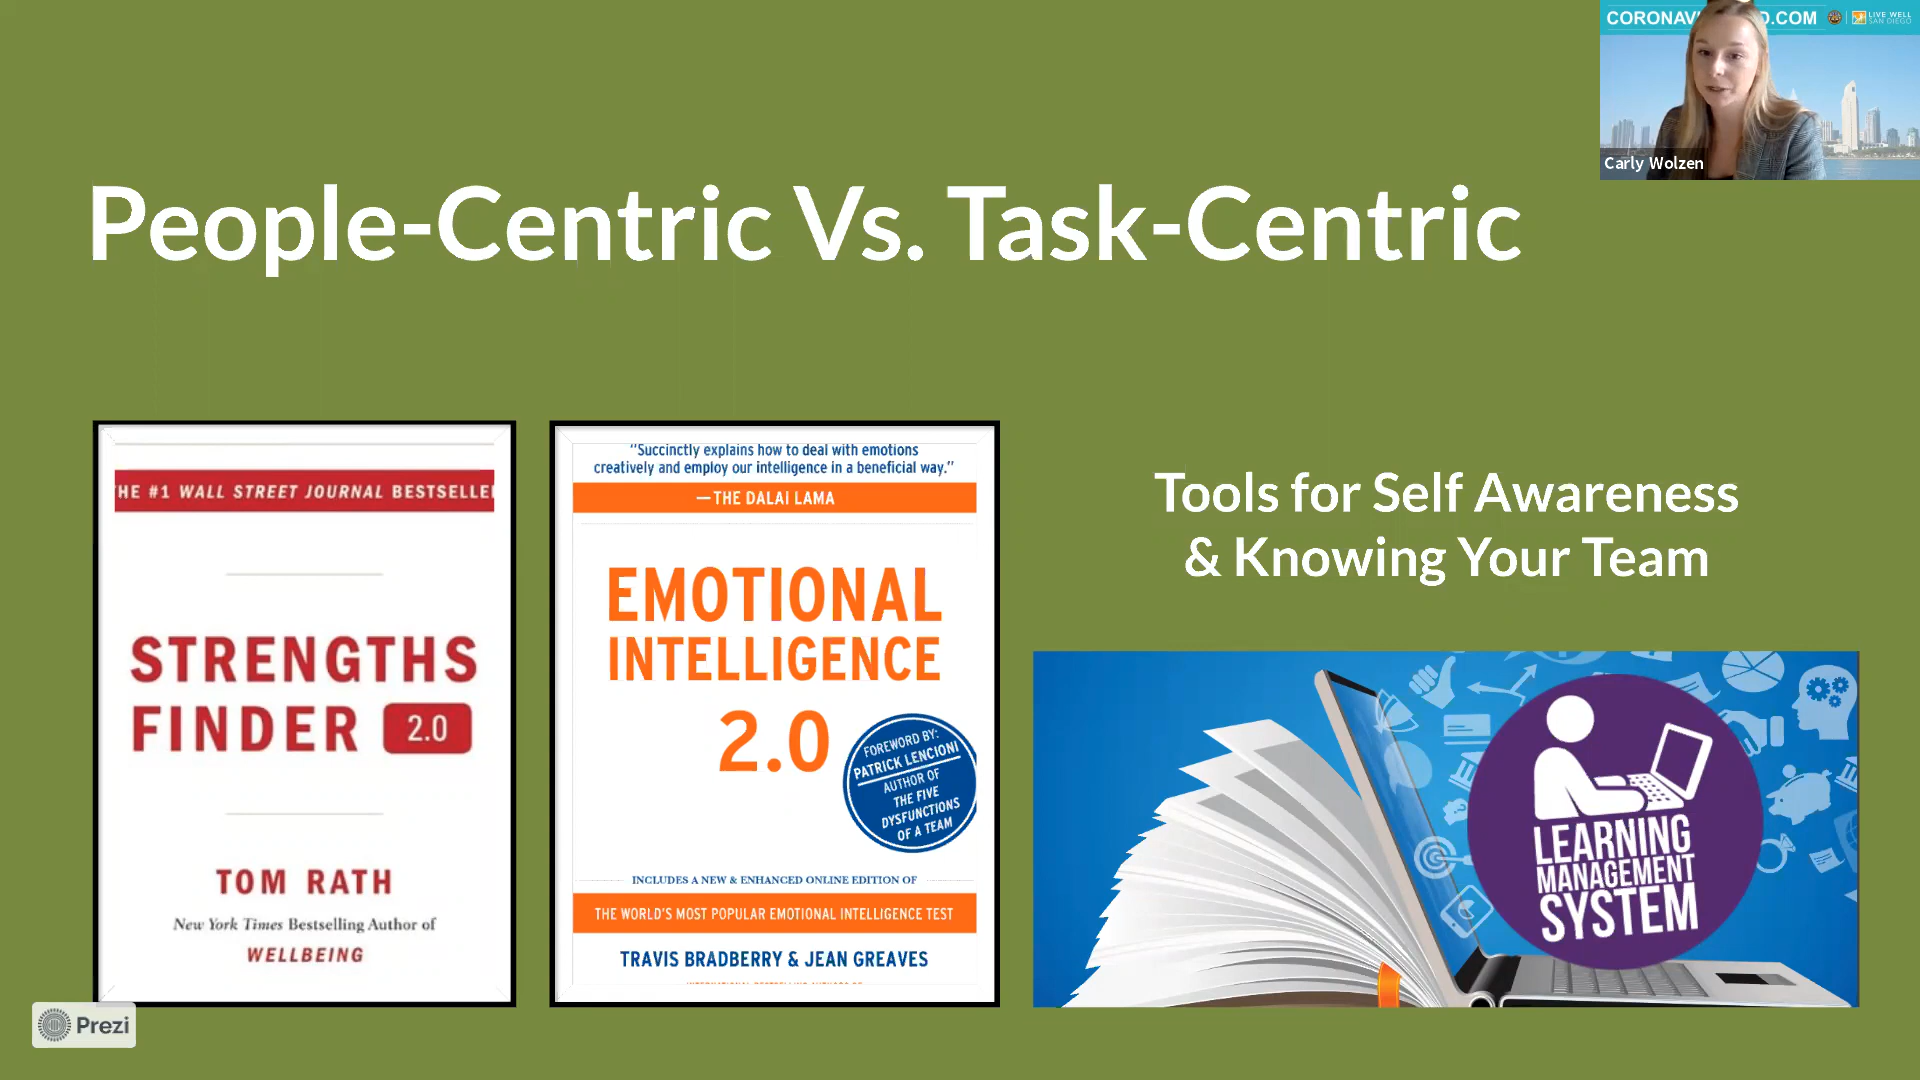 CORONAV
D.COM
LIVE WELL
SAN DIEGO
Carly Wolzen
People-Centric Vs. Task-Centric
HE #1 WALL STREET JOURNAL BESTSELLE
STRENGTHS
FINDER 2.0
TOM RATH
New York Times Bestselling Author of
WELLBEING
"Succinctly explains how to deal with emotions
creatively and employ our intelligence in a beneficial way."
—THE DALAI LAMA
EMOTIONAL
INTELLIGENCE
2.0
FOREWORD BY:
PATRICK LENCIONI
AUTHOR OF
THE FIVE
DYSFUNCTIONS
OF A TEAM
INCLUDES A NEW & ENHANCED ONLINE EDITION OF
THE WORLD'S MOST POPULAR EMOTIONAL INTELLIGENCE TEST
TRAVIS BRADBERRY & JEAN GREAVES
Tools for Self Awareness
& Knowing Your Team
LEARNING
MANAGEMENT
SYSTEM
Prezi